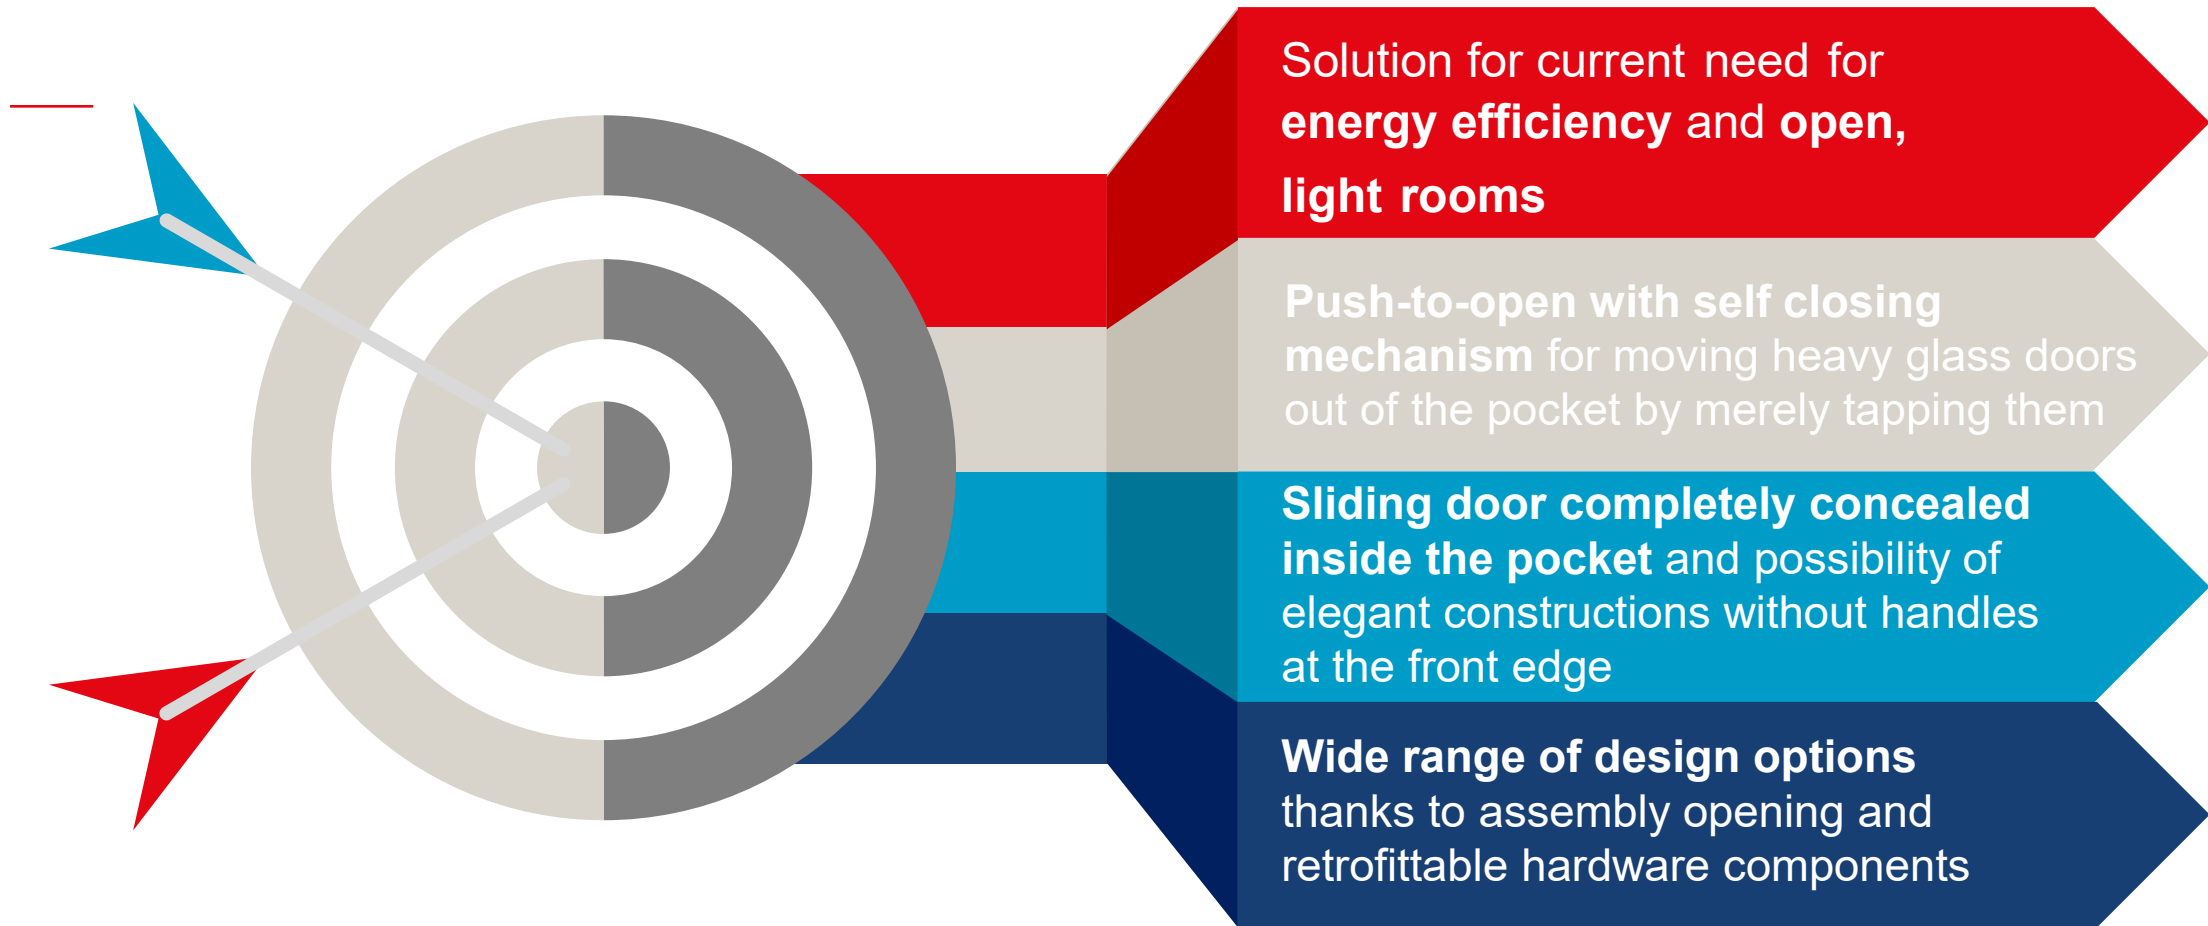 Solution for current need for
energy efficiency and open,
light rooms
Push-to-open with self closing
mechanism for moving heavy glass doors
out of the pocket by merely tapping them
Sliding door completely concealed
inside the pocket and possibility of
elegant constructions without handles
at the front edge
Wide range of design options
thanks to assembly opening and
retrofittable hardware components